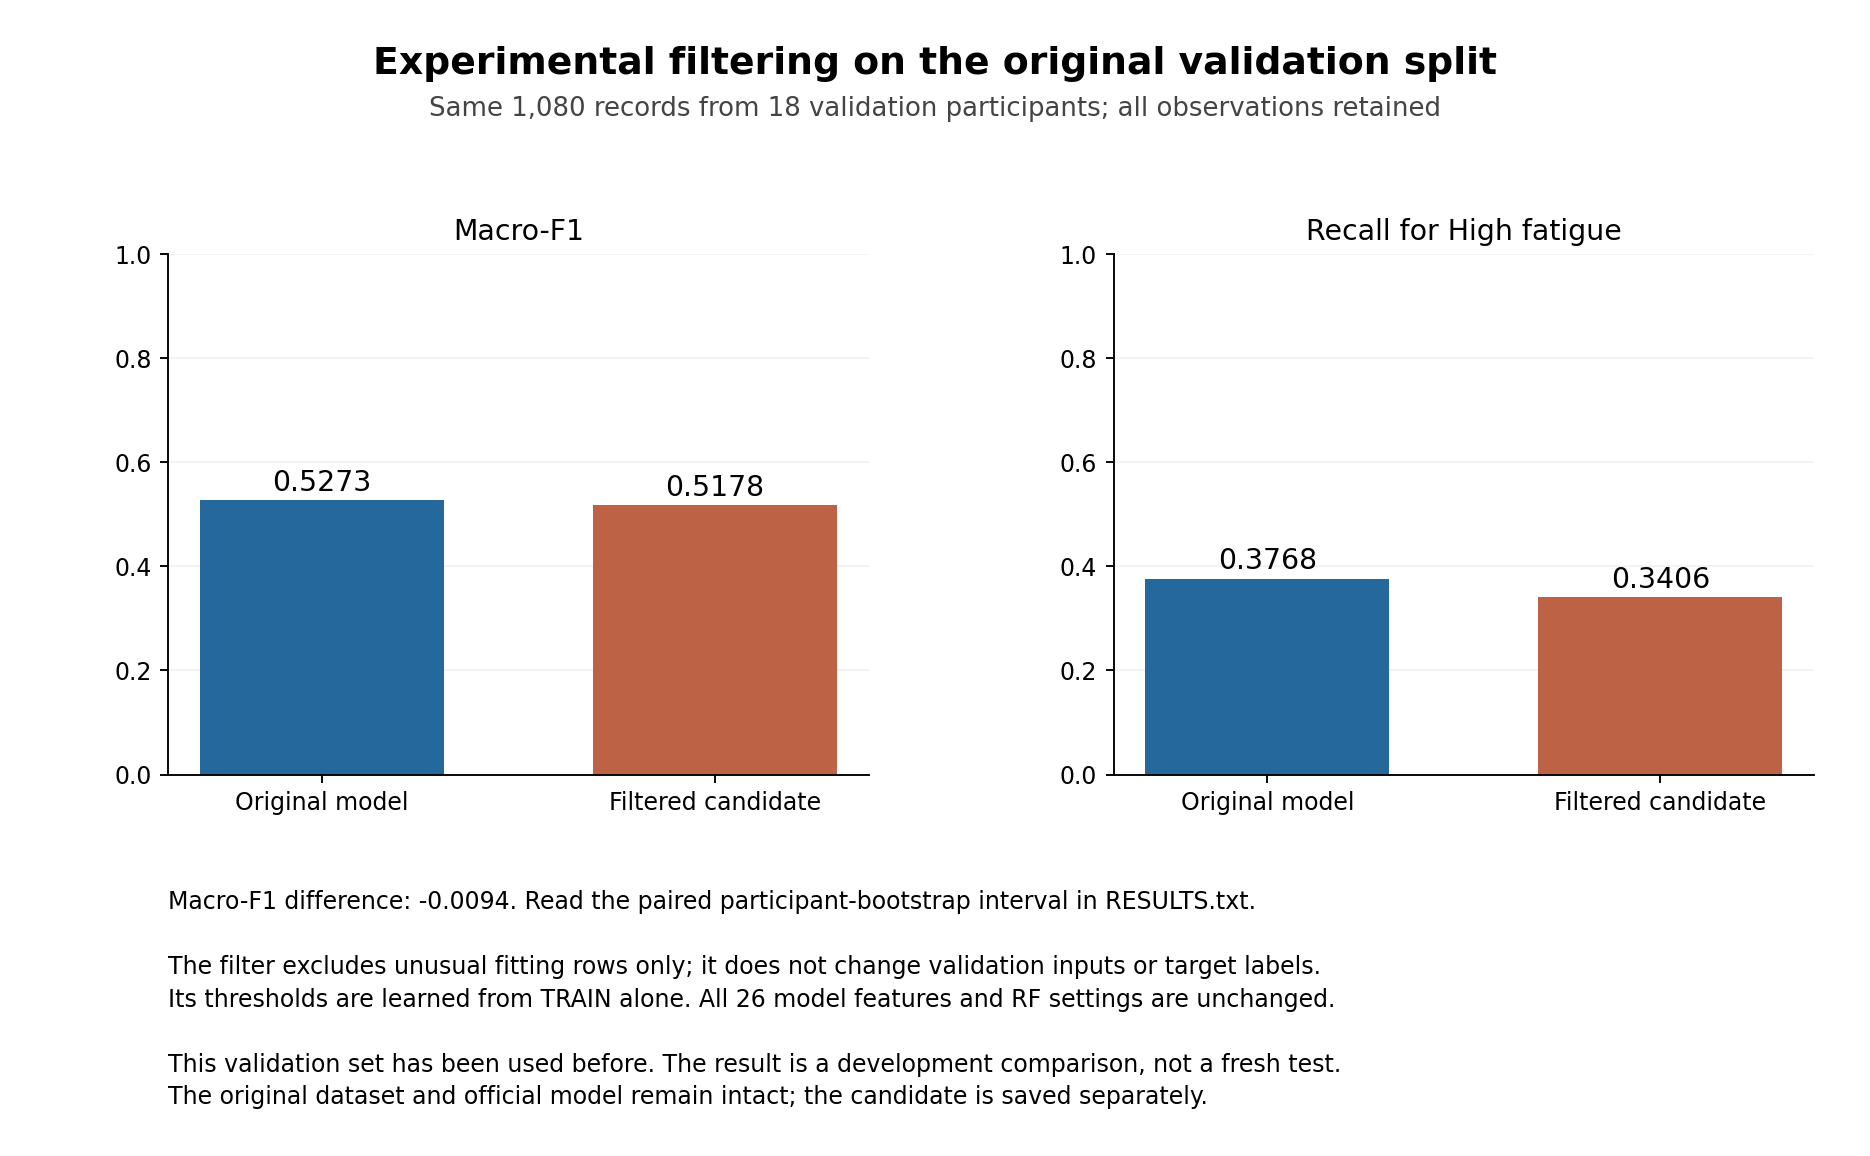 Experimental filtering on the original validation split
Same 1,080 records from 18 validation participants; all observations retained
Macro-F1
1.0
0.8
0.6
0.4
0.2
0.0
0.5273
0.5178
Original model
Filtered candidate
Recall for High fatigue
1.0
0.8
0.6
0.4
0.2
0.0
0.3768
0.3406
Original model
Filtered candidate
Macro-F1 difference: -0.0094. Read the paired participant-bootstrap interval in RESULTS.txt.
The filter excludes unusual fitting rows only; it does not change validation inputs or target labels.
Its thresholds are learned from TRAIN alone. All 26 model features and RF settings are unchanged.
This validation set has been used before. The result is a development comparison, not a fresh test.
The original dataset and official model remain intact; the candidate is saved separately.